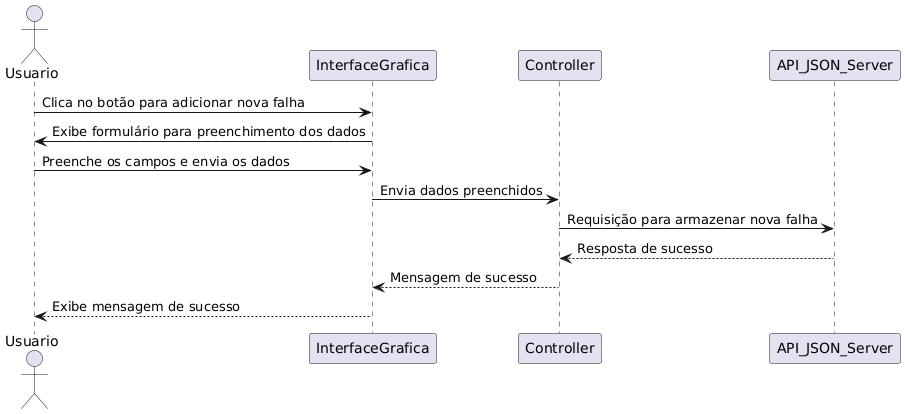 Usuario
InterfaceGrafica
Controller
API_JSON_Server
Clica no botão para adicionar nova falha
Exibe formulário para preenchimento dos dados
Preenche os campos e envia os dados
Envia dados preenchidos
Requisição para armazenar nova falha
Resposta de sucesso
Mensagem de sucesso
Exibe mensagem de sucesso
Usuario
InterfaceGrafica
Controller
API_JSON_Server